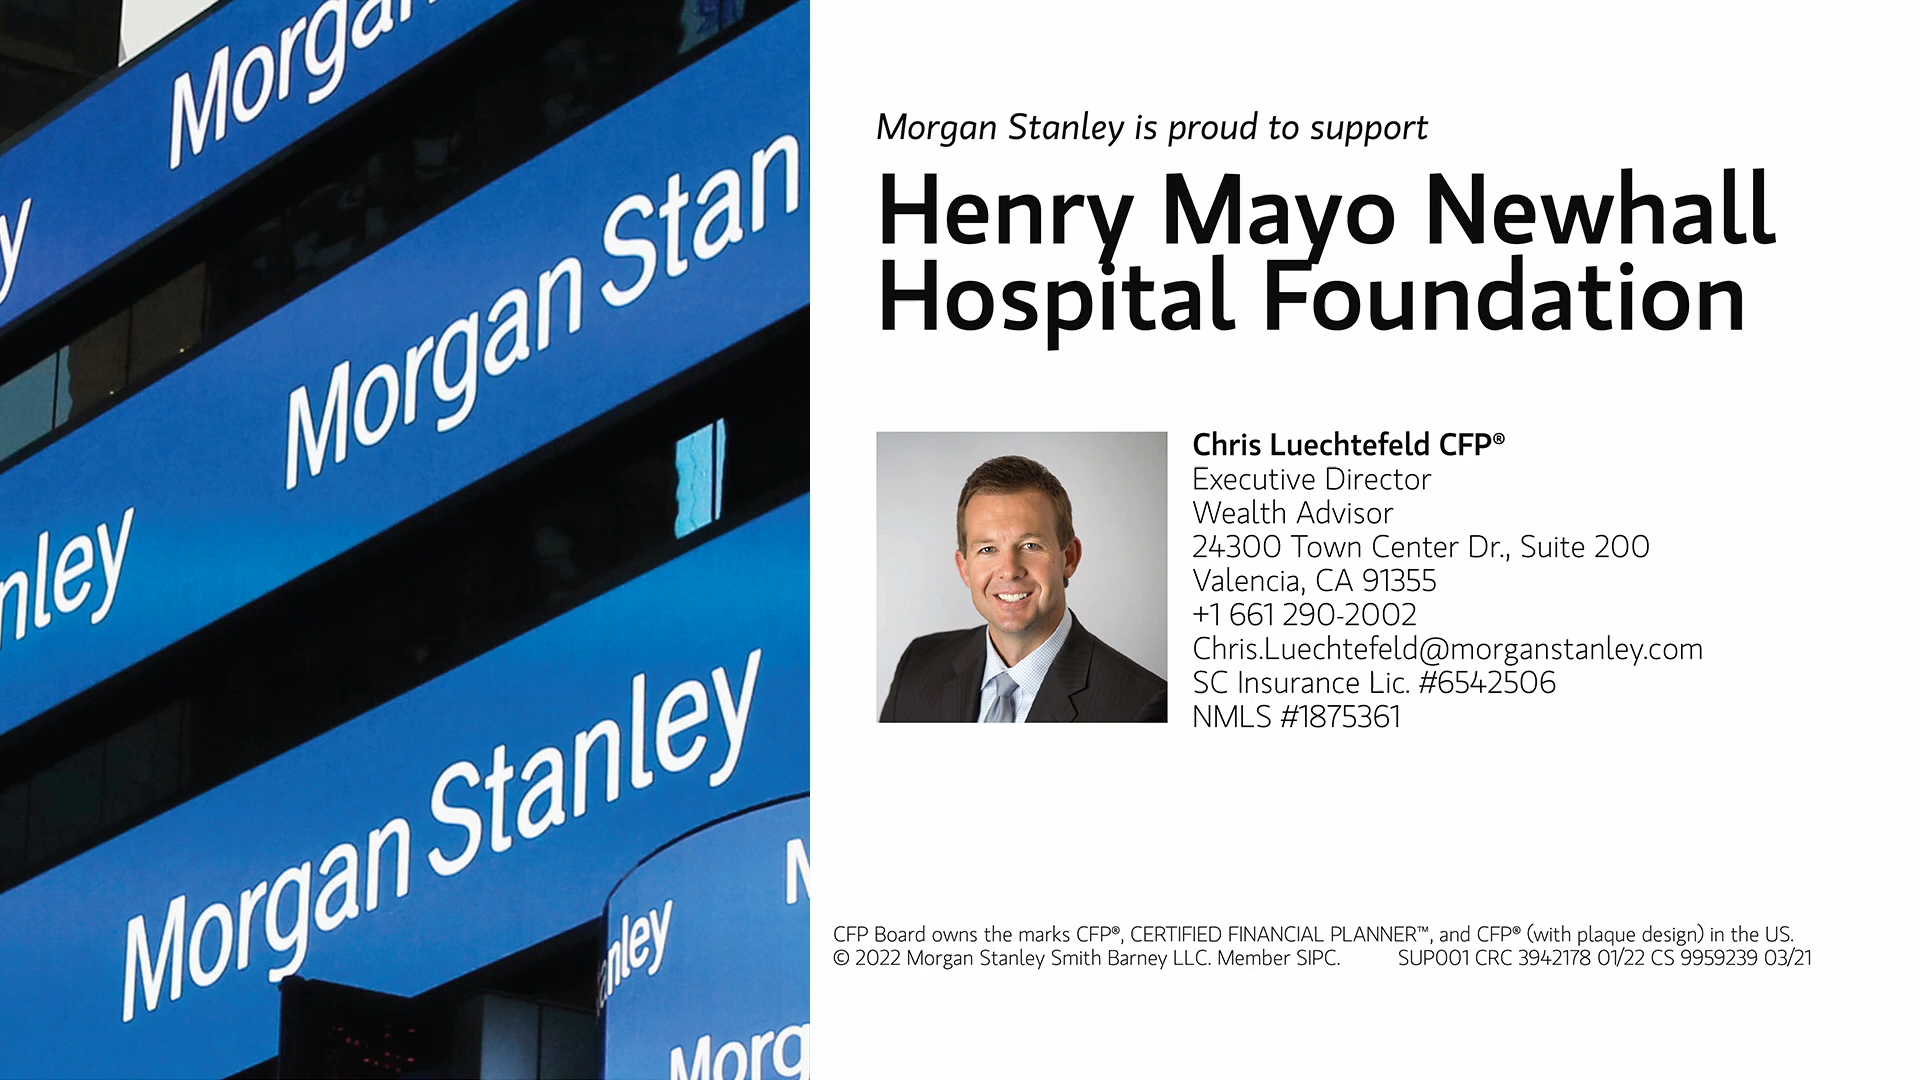 Morgan
Morgan Stan
y
nley
Morgan Stanley
nley
M
Morg
Morgan Stanley is proud to support
Henry Mayo Newhall
Hospital Foundation
Chris Luechtefeld CFP®
Executive Director
Wealth Advisor
24300 Town Center Dr., Suite 200
Valencia, CA 91355
+1 661 290-2002
Chris.Luechtefeld@morganstanley.com
SC Insurance Lic. #6542506
NMLS #1875361
CFP Board owns the marks CFP®, CERTIFIED FINANCIAL PLANNER™, and CFP® (with plaque design) in the US.
© 2022 Morgan Stanley Smith Barney LLC. Member SIPC. SUP001 CRC 3942178 01/22 CS 9959239 03/21